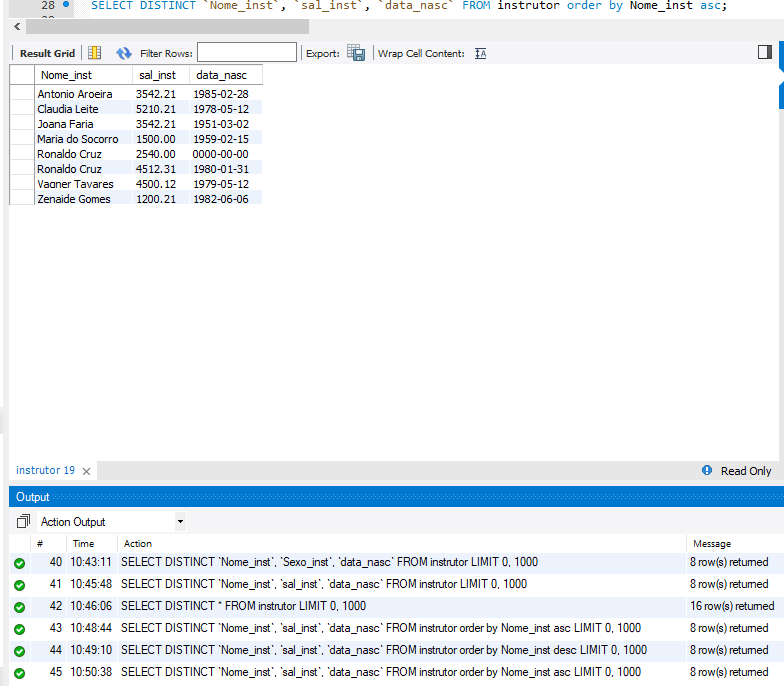 28 SELECT DISTINCT `Nome_inst`, `sal_inst`, `data_nasc` FROM instrutor order by Nome_inst asc;
Result Grid Filter Rows: Export: Wrap Cell Content: IA
Nome_inst sal_inst data_nasc
Antonio Aroeira 3542.21 1985-02-28
Claudia Leite 5210.21 1978-05-12
Joana Faria 3542.21 1951-03-02
Maria do Socorro 1500.00 1959-02-15
Ronaldo Cruz 2540.00 0000-00-00
Ronaldo Cruz 4512.31 1980-01-31
Vagner Tavares 4500.12 1979-05-12
Zenaide Gomes 1200.21 1982-06-06
instrutor 19 Read Only
Output
Action Output
# Time Action Message
40 10:43:11 SELECT DISTINCT `Nome_inst`, `Sexo_inst`, `data_nasc` FROM instrutor LIMIT 0, 1000 8 row(s) returned
41 10:45:48 SELECT DISTINCT `Nome_inst`, `sal_inst`, `data_nasc` FROM instrutor LIMIT 0, 1000 8 row(s) returned
42 10:46:06 SELECT DISTINCT * FROM instrutor LIMIT 0, 1000 16 row(s) returned
43 10:48:44 SELECT DISTINCT `Nome_inst`, `sal_inst`, `data_nasc` FROM instrutor order by Nome_inst asc LIMIT 0, 1000 8 row(s) returned
44 10:49:10 SELECT DISTINCT `Nome_inst`, `sal_inst`, `data_nasc` FROM instrutor order by Nome_inst desc LIMIT 0, 1000 8 row(s) returned
45 10:50:38 SELECT DISTINCT `Nome_inst`, `sal_inst`, `data_nasc` FROM instrutor order by Nome_inst asc LIMIT 0, 1000 8 row(s) returned